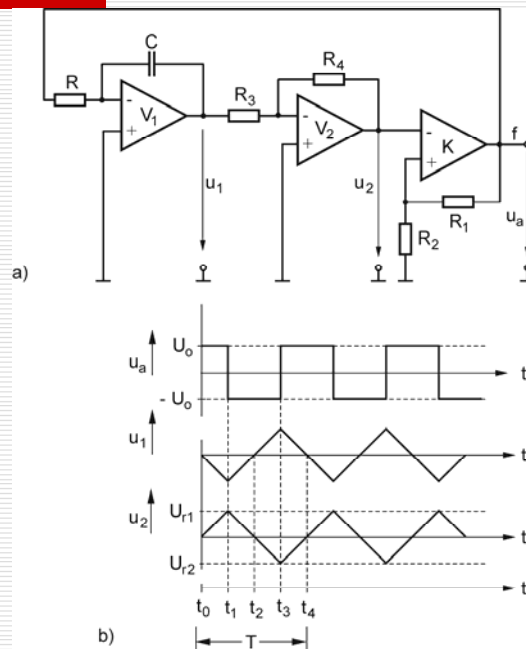 C
R
R₃
R₄
V₁
V₂
K
f
u₁
u₂
R₁
uₐ
R₂
a)
Uₒ
uₐ
t
- Uₒ
u₁
t
u₂
Uᵣ₁
t
Uᵣ₂
t
t₀ t₁ t₂ t₃ t₄
b)
T